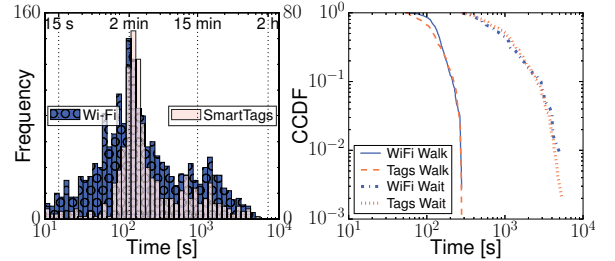 160
15 s
2 min
15 min
2 h
80
Frequency
Wi-Fi
SmartTags
0
0
10^1
10^2
10^3
10^4
Time [s]
CCDF
10^0
10^-1
10^-2
10^-3
WiFi Walk
Tags Walk
WiFi Wait
Tags Wait
10^1
10^2
10^3
10^4
Time [s]